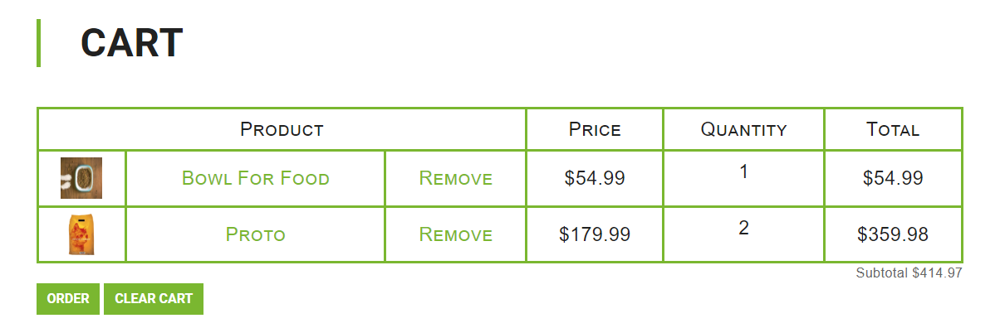 CART
Product Price Quantity Total
Bowl For Food Remove $54.99 1 $54.99
Proto Remove $179.99 2 $359.98
Subtotal $414.97
ORDER CLEAR CART